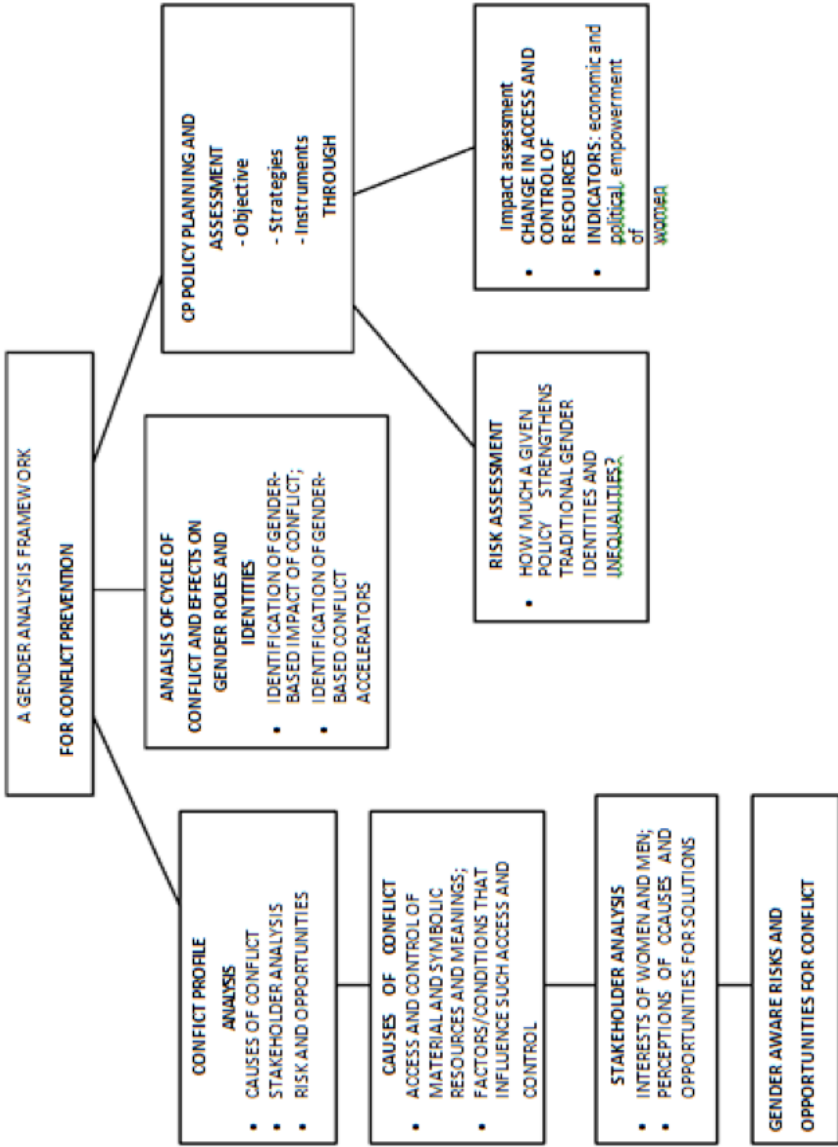 A GENDER ANALYSIS FRAMEWORK
FOR CONFLICT PREVENTION
CONFICT PROFILE
ANALYSIS
• CAUSES OF CONFLICT
• STAKEHOLDER ANALYSIS
• RISK AND OPPORTUNITIES
CAUSES OF CONFLICT
• ACCESS AND CONTROL OF
MATERIAL AND SYMBOLIC
RESOURCES AND MEANINGS;
• FACTORS/CONDITIONS THAT
INFLUENCE SUCH ACCESS AND
CONTROL
STAKEHOLDER ANALYSIS
• INTERESTS OF WOMEN AND MEN;
• PERCEPTIONS OF CCAUSES AND
OPPORTUNITIES FOR SOLUTIONS
GENDER AWARE RISKS AND
OPPORTUNITIES FOR CONFLICT
ANALSIS OF CYCLE OF
CONFLICT AND EFFECTS ON
GENDER ROLES AND
IDENTITIES
• IDENTIFICATION OF GENDER-
BASED IMPACT OF CONFLICT;
• IDENTIFICATION OF GENDER-
BASED CONFLICT
ACCELERATORS
CP POLICY PLANNING AND
ASSESSMENT
- Objective
- Strategies
- Instruments
THROUGH
RISK ASSESSMENT
• HOW MUCH A GIVEN
POLICY STRENGTHENS
TRADITIONAL GENDER
IDENTITIES AND
INEQUALITIES?
Impact assessment
• CHANGE IN ACCESS AND
CONTROL OF
RESOURCES
• INDICATORS: economic and
political empowerment
of
women